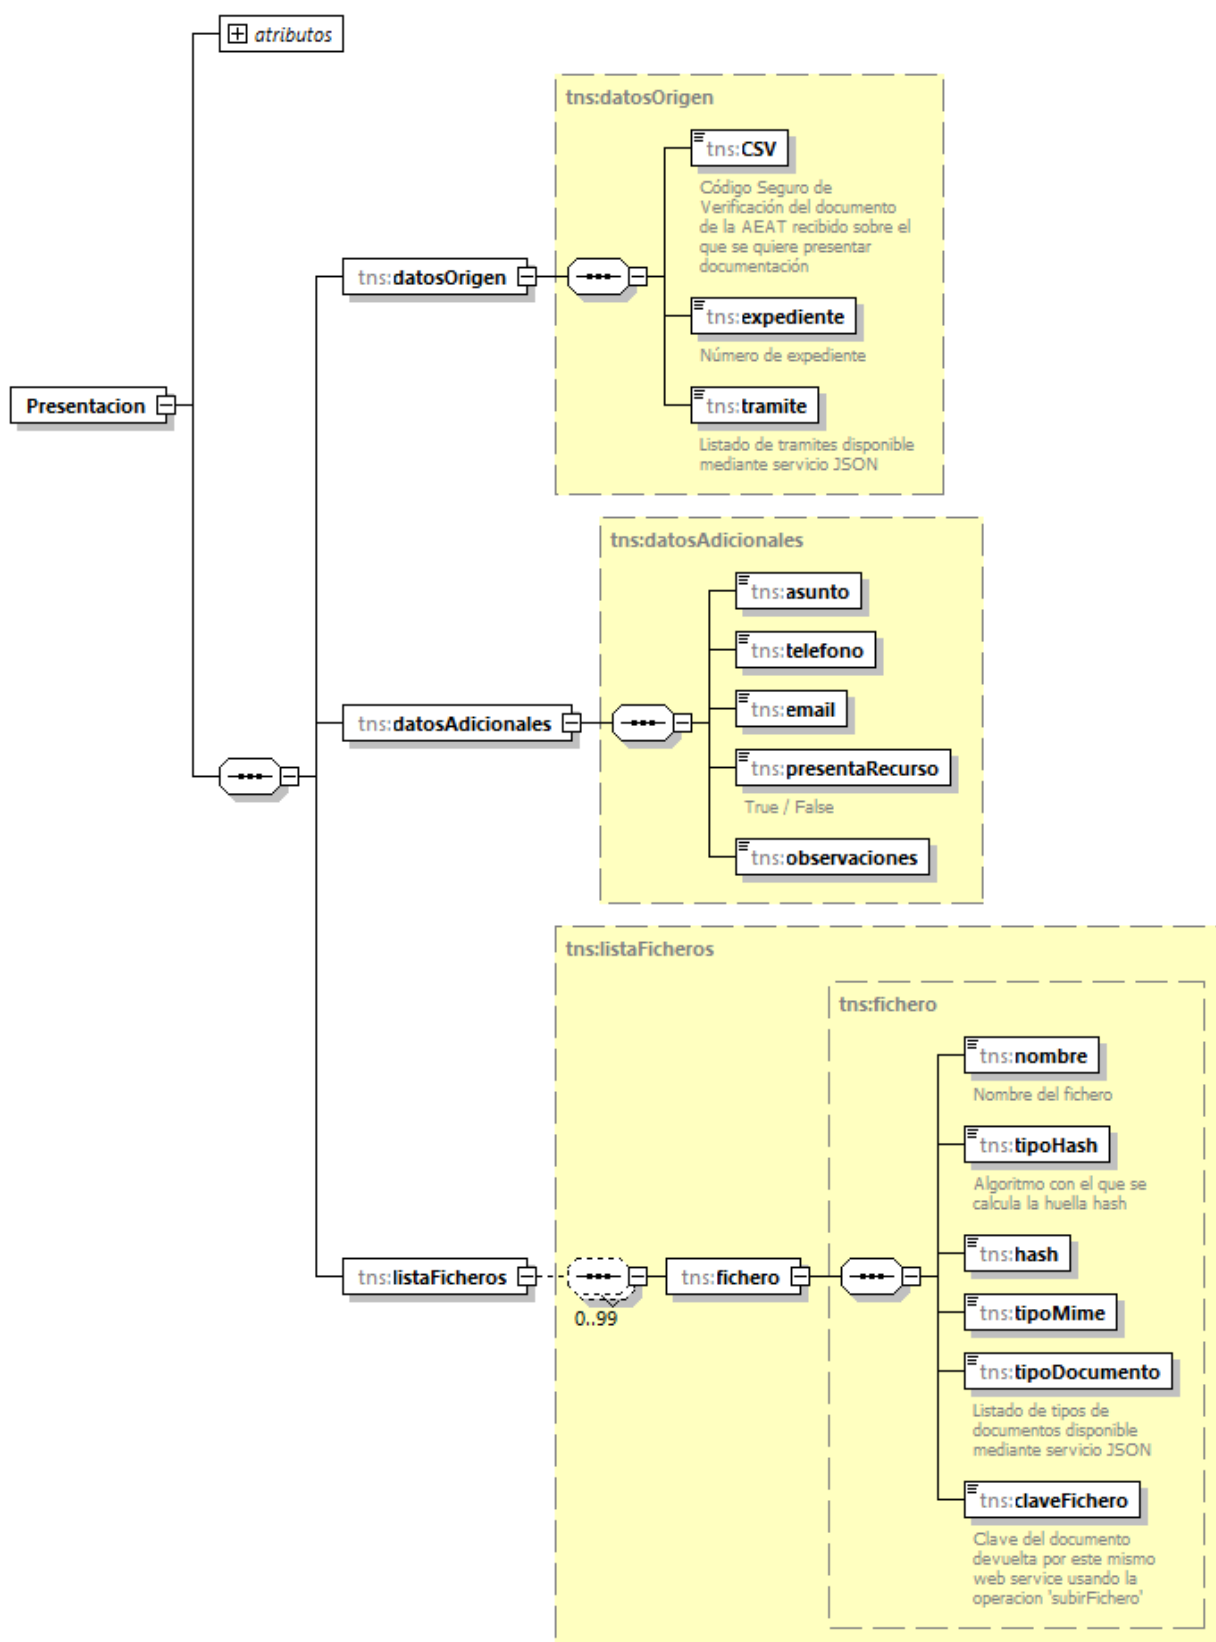 atributos
tns:datosOrigen
tns:CSV
Código Seguro de
Verificación del documento
de la AEAT recibido sobre el
que se quiere presentar
documentación
tns:datosOrigen
tns:expediente
Número de expediente
Presentacion
tns:tramite
Listado de tramites disponible
mediante servicio JSON
tns:datosAdicionales
tns:asunto
tns:telefono
tns:email
tns:datosAdicionales
tns:presentaRecurso
True / False
tns:observaciones
tns:listaFicheros
tns:fichero
tns:nombre
Nombre del fichero
tns:tipoHash
Algoritmo con el que se
calcula la huella hash
tns:hash
tns:listaFicheros
0..99
tns:fichero
tns:tipoMime
tns:tipoDocumento
Listado de tipos de
documentos disponible
mediante servicio JSON
tns:claveFichero
Clave del documento
devuelta por este mismo
web service usando la
operacion 'subirFichero'